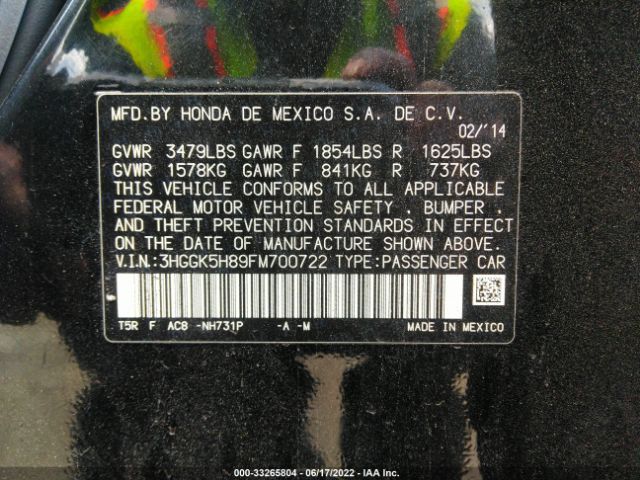 MFD.BY HONDA DE MEXICO S.A. DE C.V.
02/'14
GVWR 3479LBS GAWR F 1854LBS R 1625LBS
GVWR 1578KG GAWR F 841KG R 737KG
THIS VEHICLE CONFORMS TO ALL APPLICABLE
FEDERAL MOTOR VEHICLE SAFETY , BUMPER ,
AND THEFT PREVENTION STANDARDS IN EFFECT
ON THE DATE OF MANUFACTURE SHOWN ABOVE.
V.I.N.:3HGGK5H89FM700722 TYPE:PASSENGER CAR
T5R F AC8 -NH731P -A -M MADE IN MEXICO
000-33265804 - 06/17/2022 - IAA Inc.